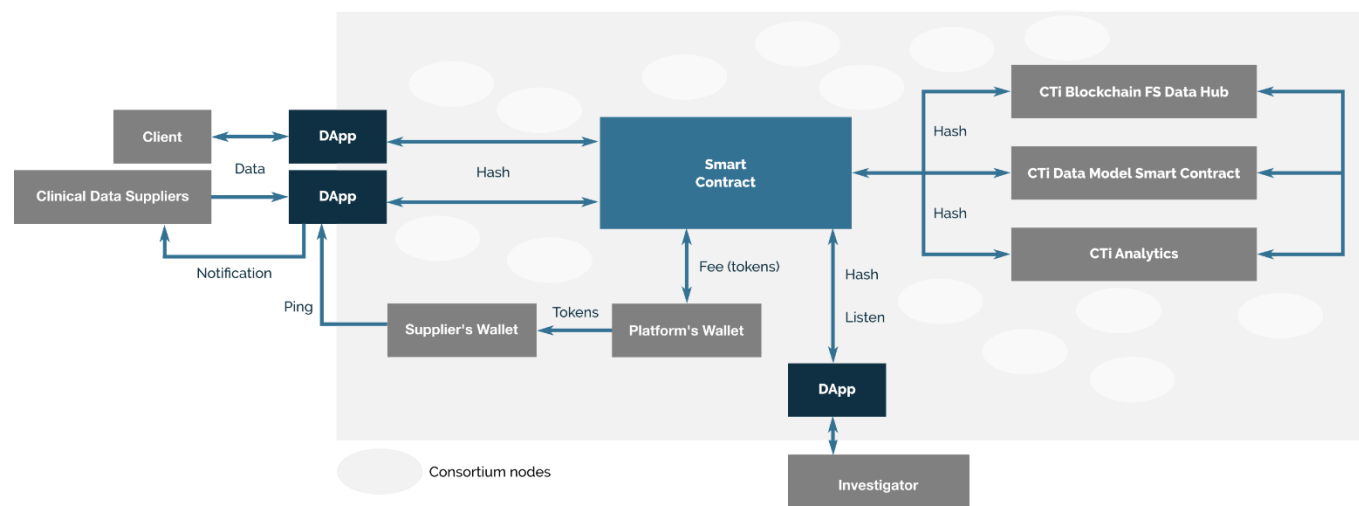 CTi Blockchain FS Data Hub
Client
DApp
Hash
Data
Hash
Smart
Contract
CTi Data Model Smart Contract
Clinical Data Suppliers
DApp
Hash
CTi Analytics
Notification
Fee (tokens)
Hash
Ping
Supplier's Wallet
Tokens
Platform's Wallet
Listen
DApp
Consortium nodes
Investigator